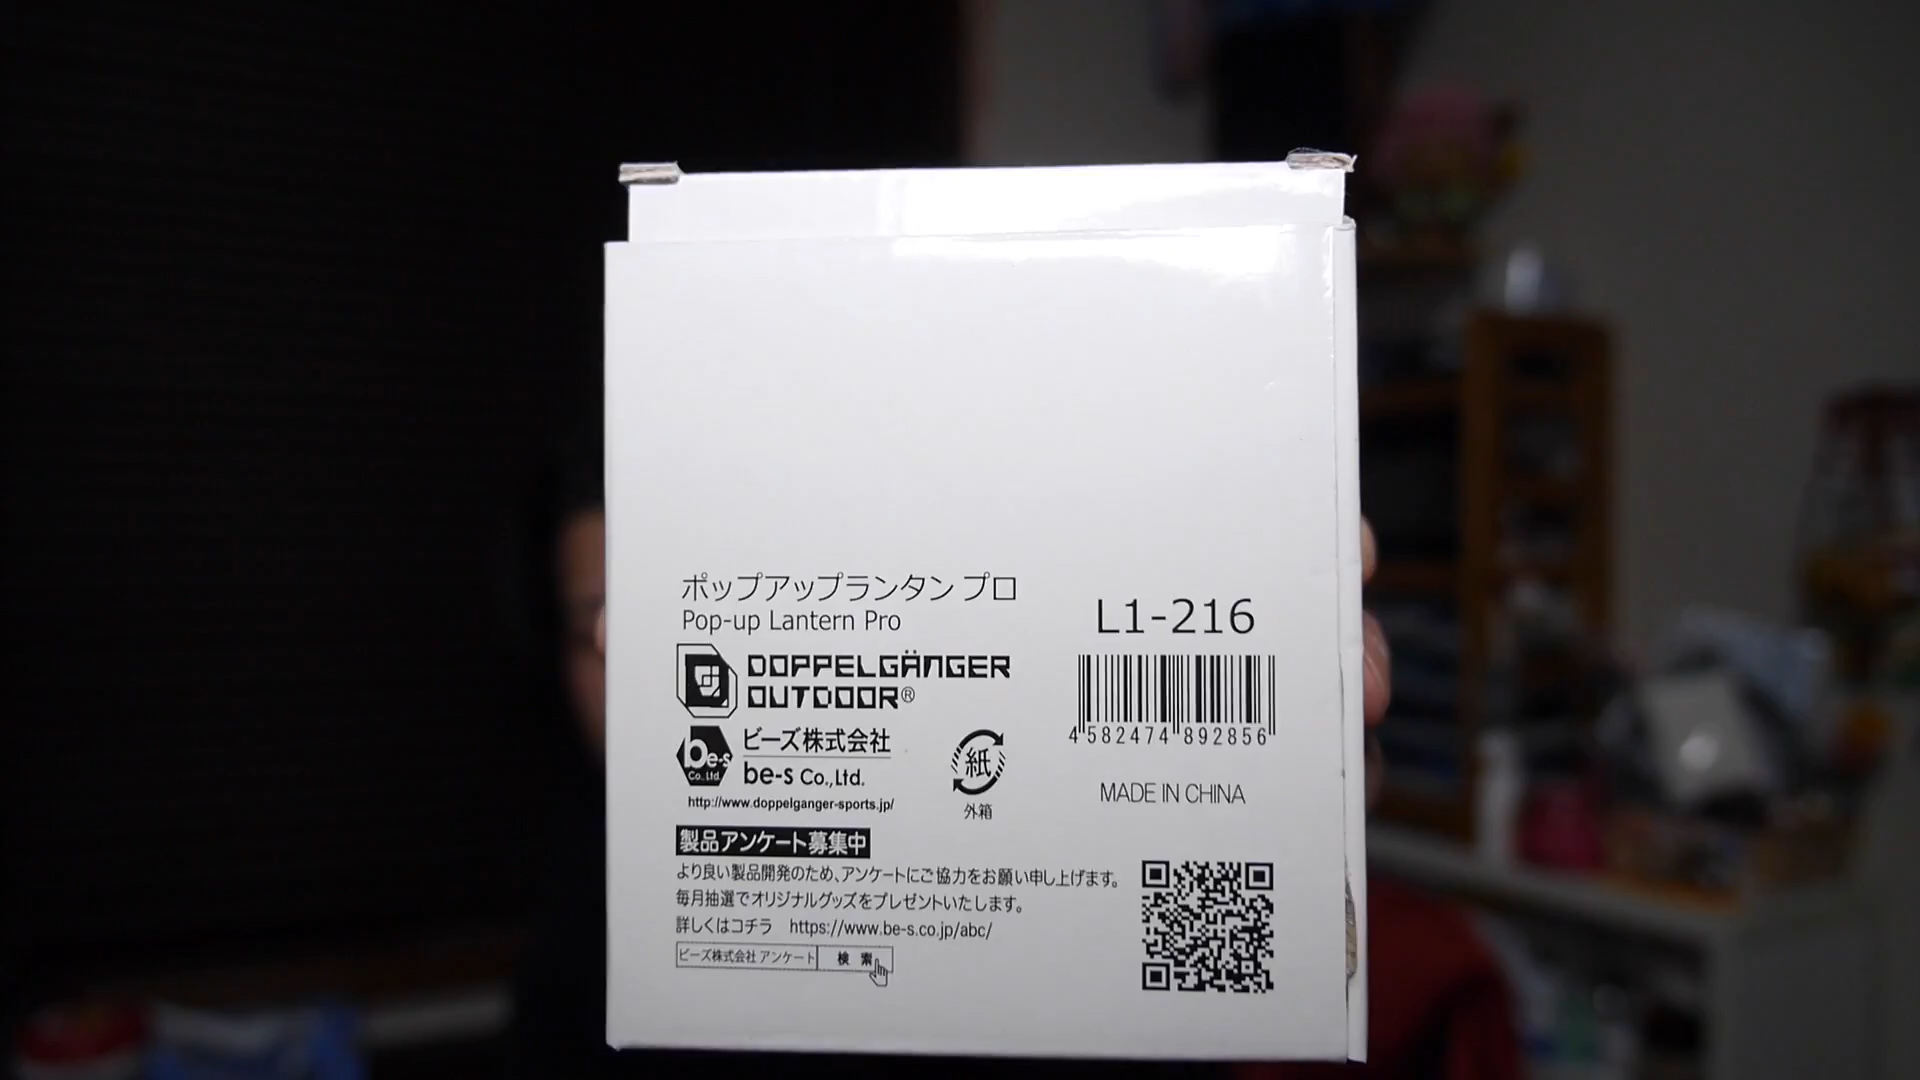 ポップアップランタン プロ
Pop-up Lantern Pro
L1-216
DOPPELGÄNGER
OUTDOOR®
4582474892856
be-s
Co.,Ltd.
ビーズ株式会社
be-s Co.,Ltd.
http://www.doppelganger-sports.jp/
紙
外箱
MADE IN CHINA
製品アンケート募集中
より良い製品開発のため、アンケートにご協力をお願い申し上げます。
毎月抽選でオリジナルグッズをプレゼントいたします。
詳しくはコチラ https://www.be-s.co.jp/abc/
ビーズ株式会社 アンケート 検 索